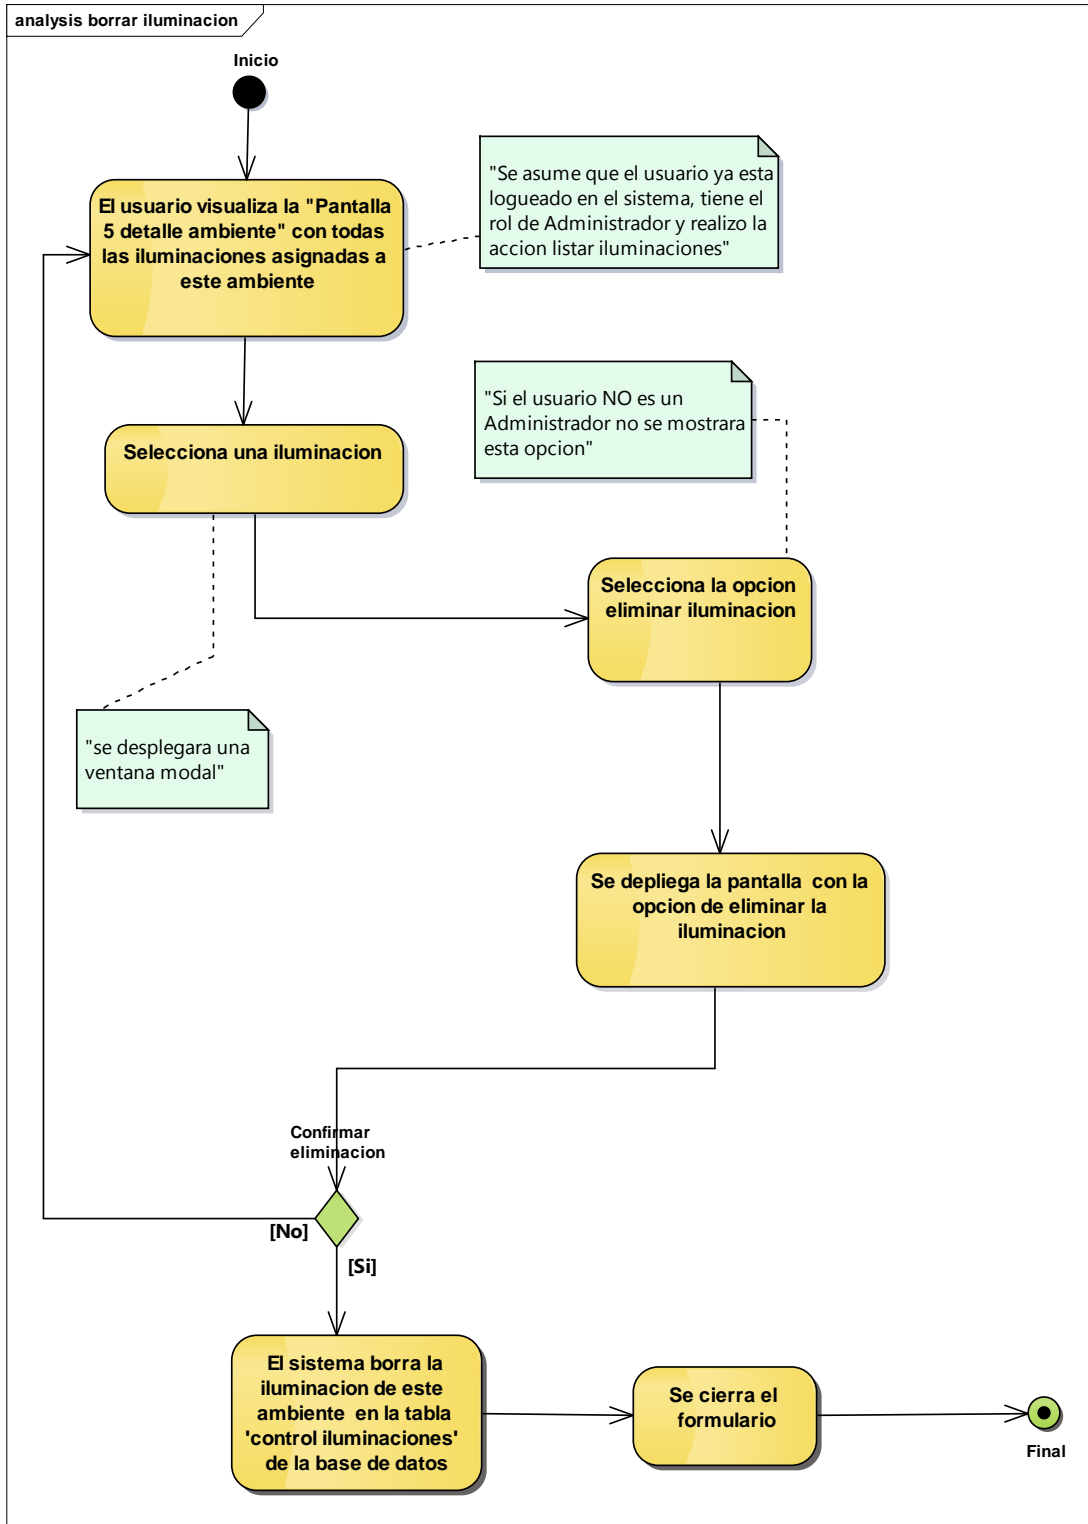 analysis borrar iluminacion
Inicio
"Se asume que el usuario ya esta
logueado en el sistema, tiene el
rol de Administrador y realizo la
accion listar iluminaciones"
El usuario visualiza la "Pantalla
5 detalle ambiente" con todas
las iluminaciones asignadas a
este ambiente
"Si el usuario NO es un
Administrador no se mostrara
esta opcion"
Selecciona una iluminacion
Selecciona la opcion
eliminar iluminacion
"se desplegara una
ventana modal"
Se depliega la pantalla con la
opcion de eliminar la
iluminacion
Confirmar
eliminacion
[No]
[Si]
El sistema borra la
iluminacion de este
ambiente en la tabla
'control iluminaciones'
de la base de datos
Se cierra el
formulario
Final